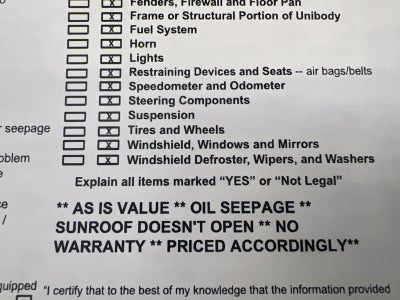 Fenders, Firewall and Floor Pan
X Frame or Structural Portion of Unibody
X Fuel System
X Horn
X Lights
X Restraining Devices and Seats -- air bags/belts
X Speedometer and Odometer
X Steering Components
X Suspension
r seepage X Tires and Wheels
X Windshield, Windows and Mirrors
oblem X Windshield Defroster, Wipers, and Washers
e
Explain all items marked “YES” or “Not Legal”
ce ** AS IS VALUE ** OIL SEEPAGE **
/ SUNROOF DOESN'T OPEN ** NO
WARRANTY ** PRICED ACCORDINGLY**
quipped “I certify that to the best of my knowledge that the information provided